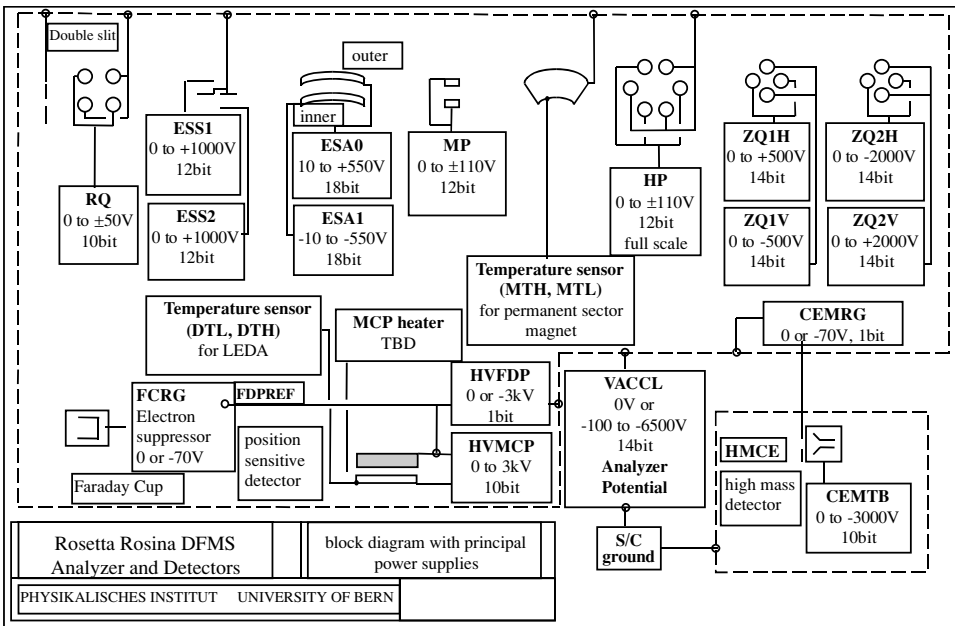 Double slit
outer
inner
ESS1
0 to +1000V
12bit
ESA0
10 to +550V
18bit
MP
0 to ±110V
12bit
ZQ1H
0 to +500V
14bit
ZQ2H
0 to -2000V
14bit
HP
0 to ±110V
12bit
full scale
RQ
0 to ±50V
10bit
ESS2
0 to +1000V
12bit
ESA1
-10 to -550V
18bit
ZQ1V
0 to -500V
14bit
ZQ2V
0 to +2000V
14bit
Temperature sensor
(MTH, MTL)
for permanent sector
magnet
Temperature sensor
(DTL, DTH)
for LEDA
MCP heater
TBD
CEMRG
0 or -70V, 1bit
HVFDP
0 or -3kV
1bit
VACCL
0V or
-100 to -6500V
14bit
Analyzer
Potential
FCRG
Electron
suppressor
0 or -70V
FDPREF
position
sensitive
detector
HVMCP
0 to 3kV
10bit
HMCE
high mass
detector
Faraday Cup
CEMTB
0 to -3000V
10bit
S/C
ground
Rosetta Rosina DFMS
Analyzer and Detectors
block diagram with principal
power supplies
PHYSIKALISCHES INSTITUT UNIVERSITY OF BERN